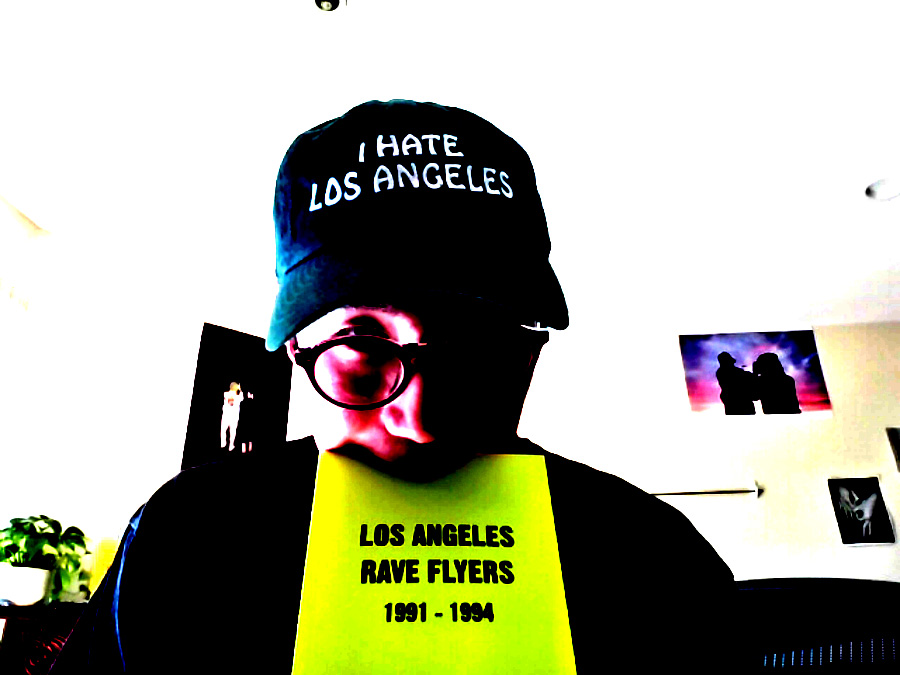 I HATE
LOS ANGELES
LOS ANGELES
RAVE FLYERS
1991 - 1994